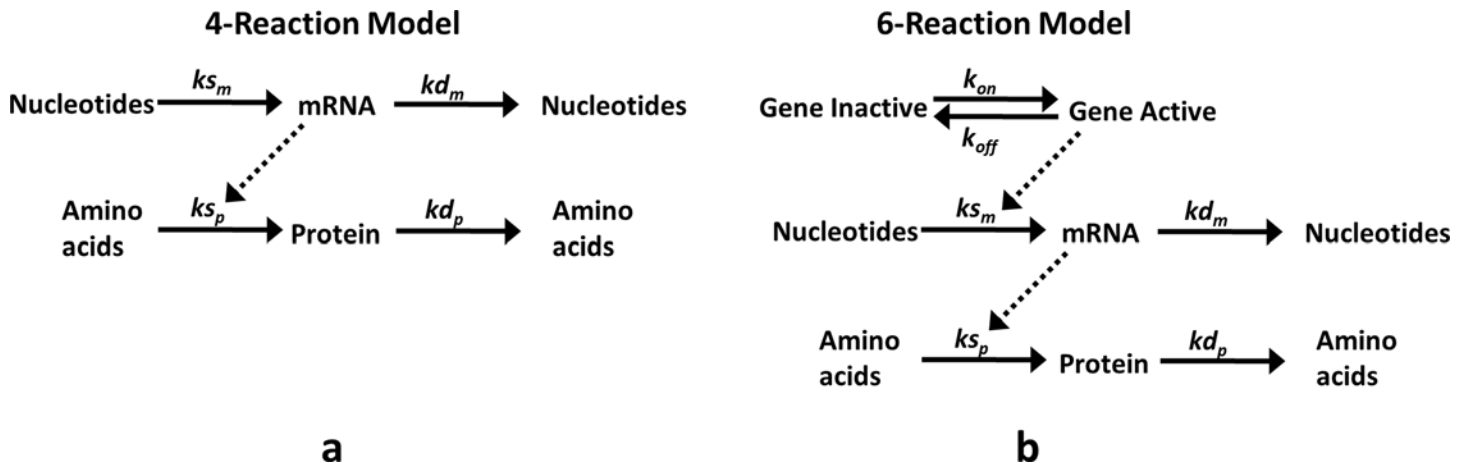 4-Reaction Model
Nucleotides ks_m mRNA kd_m Nucleotides
Amino acids ks_p Protein kd_p Amino acids
a
6-Reaction Model
Gene Inactive k_on k_off Gene Active
Nucleotides ks_m mRNA kd_m Nucleotides
Amino acids ks_p Protein kd_p Amino acids
b